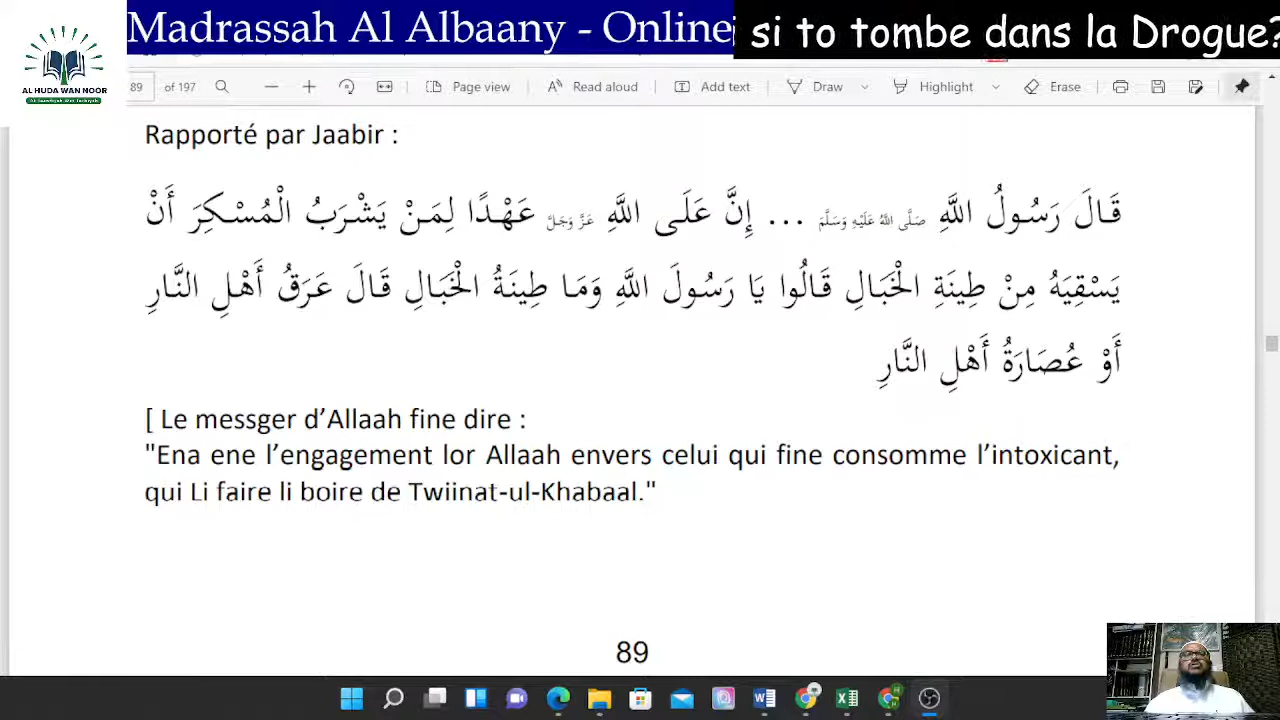 Madrassah Al Albaany - Online
si to tombe dans la Drogue?
AL HUDA WAN NOOR
89 of 197 Page view Read aloud Add text Draw Highlight Erase
Rapporté par Jaabir :
قَالَ رَسُولُ اللَّهِ صَلَّى اللهُ عَلَيْهِ وَسَلَّمَ ... إِنَّ عَلَى اللَّهِ عَزَّ وَجَلَّ عَهْدًا لِمَنْ يَشْرَبُ الْمُسْكِرَ أَنْ
يَسْقِيَهُ مِنْ طِينَةِ الْخَبَالِ قَالُوا يَا رَسُولَ اللَّهِ وَمَا طِينَةُ الْخَبَالِ قَالَ عَرَقُ أَهْلِ النَّارِ
أَوْ عُصَارَةُ أَهْلِ النَّارِ
[ Le messger d’Allaah fine dire :
"Ena ene l’engagement lor Allaah envers celui qui fine consomme l’intoxicant,
qui Li faire li boire de Twiinat-ul-Khabaal."
89